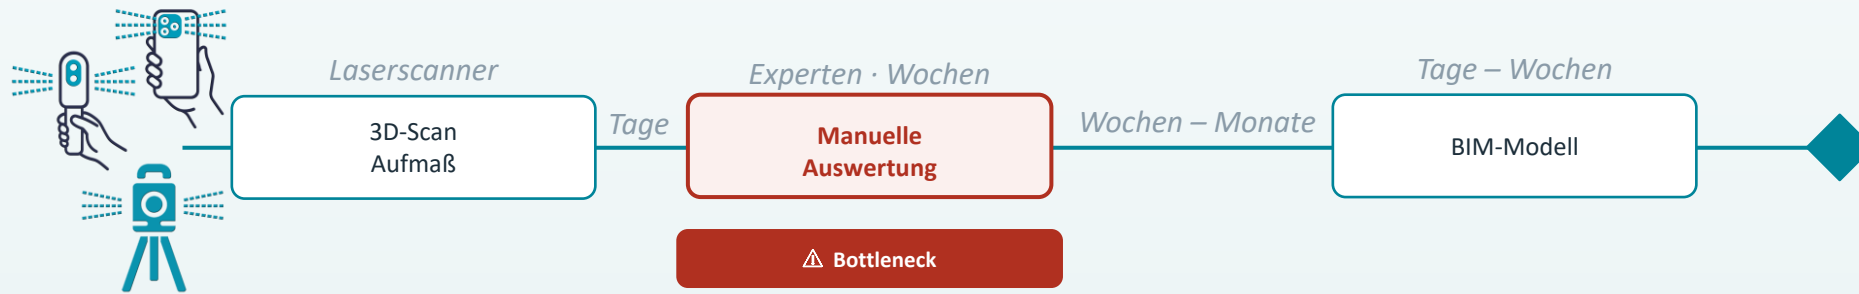 Laserscanner
3D-Scan
Aufmaß
Tage
Experten · Wochen
Manuelle
Auswertung
⚠ Bottleneck
Wochen – Monate
Tage – Wochen
BIM-Modell